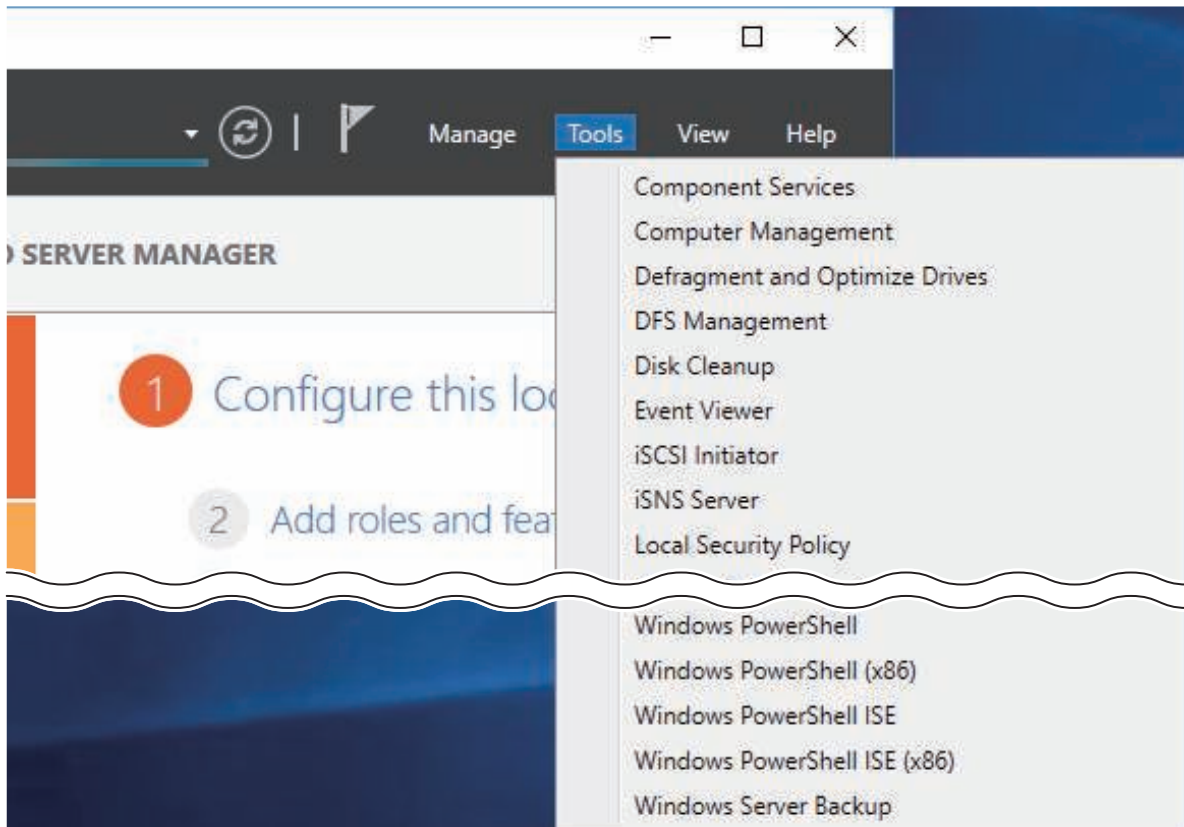 Manage Tools View Help
Component Services
Computer Management
Defragment and Optimize Drives
DFS Management
Disk Cleanup
Event Viewer
iSCSI Initiator
iSNS Server
Local Security Policy
Windows PowerShell
Windows PowerShell (x86)
Windows PowerShell ISE
Windows PowerShell ISE (x86)
Windows Server Backup
SERVER MANAGER
1 Configure this loc
2 Add roles and feat